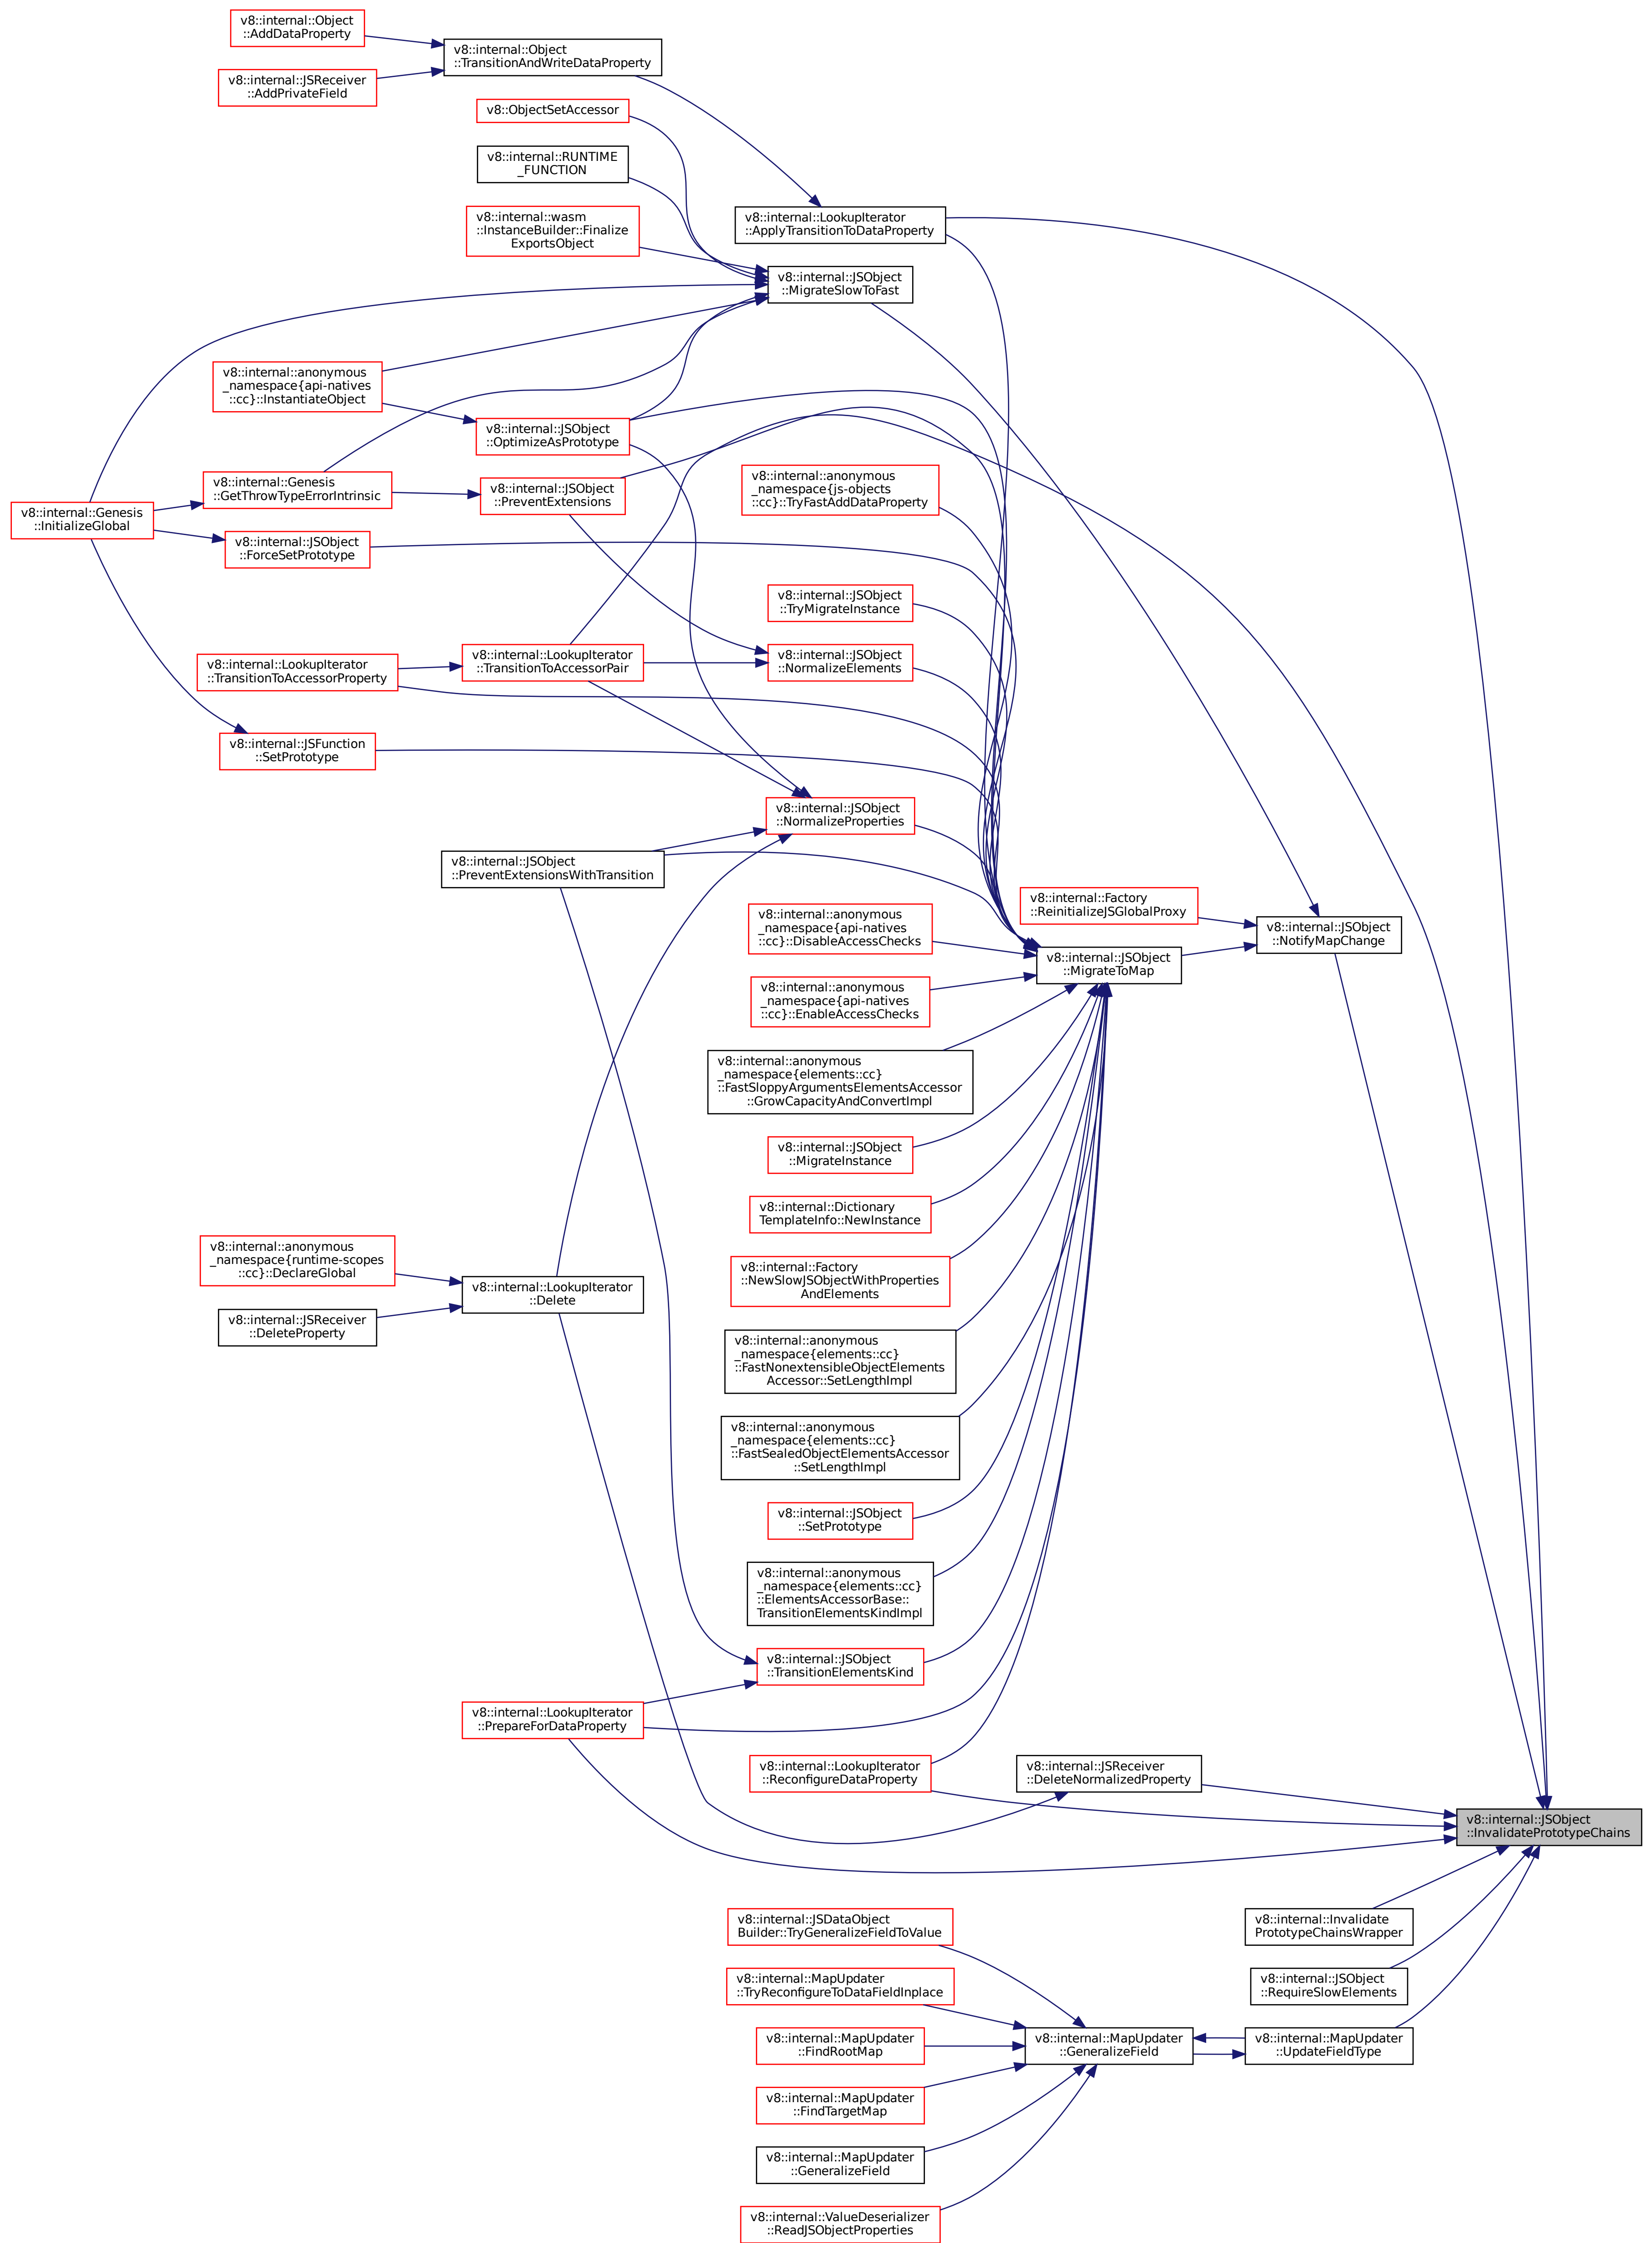 v8::internal::Object
::AddDataProperty
v8::internal::Object
::TransitionAndWriteDataProperty
v8::internal::JSReceiver
::AddPrivateField
v8::ObjectSetAccessor
v8::internal::RUNTIME
_FUNCTION
v8::internal::wasm
::InstanceBuilder::Finalize
ExportsObject
v8::internal::LookupIterator
::ApplyTransitionToDataProperty
v8::internal::JSObject
::MigrateSlowToFast
v8::internal::anonymous
_namespace{api-natives
::cc}::InstantiateObject
v8::internal::JSObject
::OptimizeAsPrototype
v8::internal::Genesis
::GetThrowTypeErrorIntrinsic
v8::internal::JSObject
::PreventExtensions
v8::internal::anonymous
_namespace{js-objects
::cc}::TryFastAddDataProperty
v8::internal::Genesis
::InitializeGlobal
v8::internal::JSObject
::ForceSetPrototype
v8::internal::JSObject
::TryMigrateInstance
v8::internal::LookupIterator
::TransitionToAccessorProperty
v8::internal::LookupIterator
::TransitionToAccessorPair
v8::internal::JSObject
::NormalizeElements
v8::internal::JSFunction
::SetPrototype
v8::internal::JSObject
::NormalizeProperties
v8::internal::JSObject
::PreventExtensionsWithTransition
v8::internal::Factory
::ReinitializeJSGlobalProxy
v8::internal::JSObject
::NotifyMapChange
v8::internal::anonymous
_namespace{api-natives
::cc}::DisableAccessChecks
v8::internal::JSObject
::MigrateToMap
v8::internal::anonymous
_namespace{api-natives
::cc}::EnableAccessChecks
v8::internal::anonymous
_namespace{elements::cc}
::FastSloppyArgumentsElementsAccessor
::GrowCapacityAndConvertImpl
v8::internal::JSObject
::MigrateInstance
v8::internal::Dictionary
TemplateInfo::NewInstance
v8::internal::anonymous
_namespace{runtime-scopes
::cc}::DeclareGlobal
v8::internal::LookupIterator
::Delete
v8::internal::JSReceiver
::DeleteProperty
v8::internal::Factory
::NewSlowJSObjectWithProperties
AndElements
v8::internal::anonymous
_namespace{elements::cc}
::FastNonextensibleObjectElements
Accessor::SetLengthImpl
v8::internal::anonymous
_namespace{elements::cc}
::FastSealedObjectElementsAccessor
::SetLengthImpl
v8::internal::JSObject
::SetPrototype
v8::internal::anonymous
_namespace{elements::cc}
::ElementsAccessorBase::
TransitionElementsKindImpl
v8::internal::JSObject
::TransitionElementsKind
v8::internal::LookupIterator
::PrepareForDataProperty
v8::internal::LookupIterator
::ReconfigureDataProperty
v8::internal::JSReceiver
::DeleteNormalizedProperty
v8::internal::JSObject
::InvalidatePrototypeChains
v8::internal::JSDataObject
Builder::TryGeneralizeFieldToValue
v8::internal::Invalidate
PrototypeChainsWrapper
v8::internal::MapUpdater
::TryReconfigureToDataFieldInplace
v8::internal::JSObject
::RequireSlowElements
v8::internal::MapUpdater
::FindRootMap
v8::internal::MapUpdater
::GeneralizeField
v8::internal::MapUpdater
::UpdateFieldType
v8::internal::MapUpdater
::FindTargetMap
v8::internal::MapUpdater
::GeneralizeField
v8::internal::ValueDeserializer
::ReadJSObjectProperties